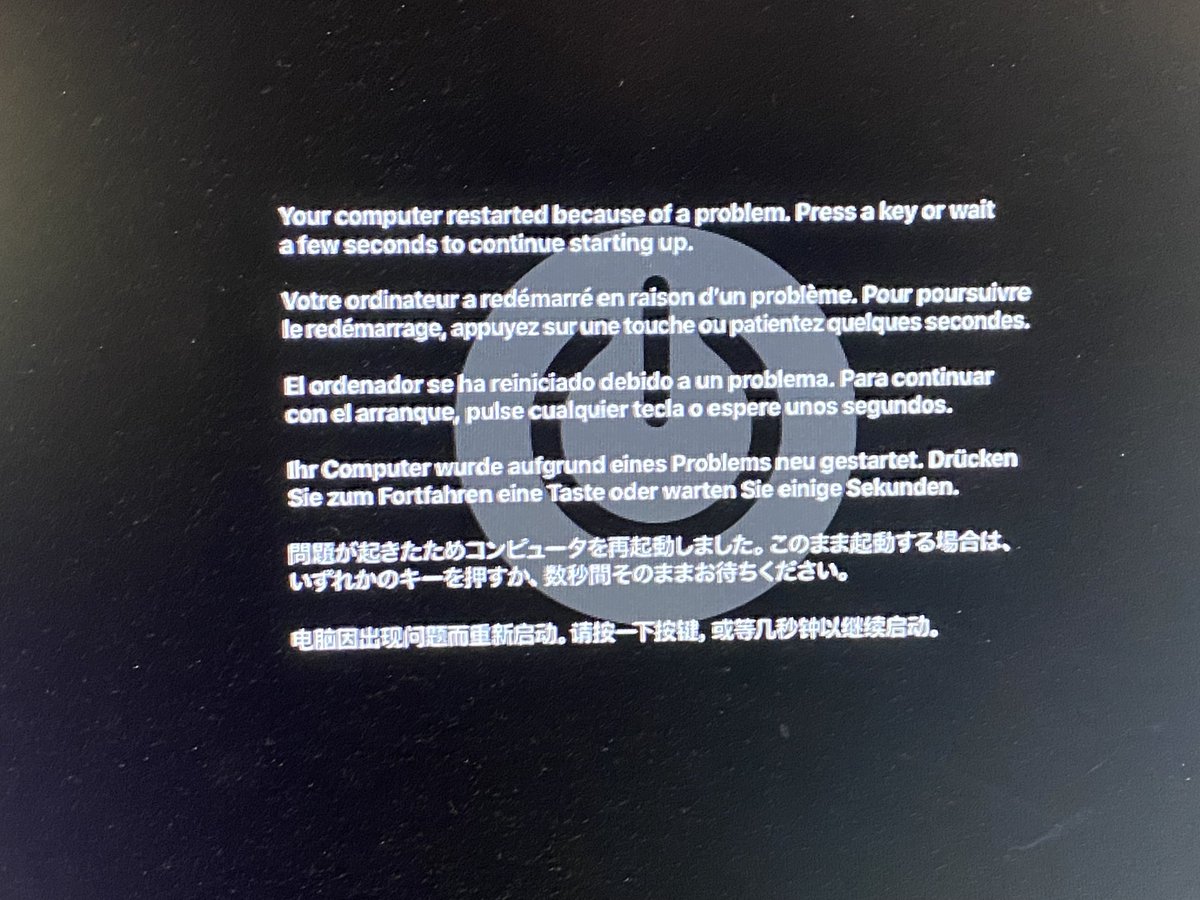 Your computer restarted because of a problem. Press a key or wait
a few seconds to continue starting up.
Votre ordinateur a redémarré en raison d'un problème. Pour poursuivre
le redémarrage, appuyez sur une touche ou patientez quelques secondes.
El ordenador se ha reiniciado debido a un problema. Para continuar
con el arranque, pulse cualquier tecla o espere unos segundos.
Ihr Computer wurde aufgrund eines Problems neu gestartet. Drücken
Sie zum Fortfahren eine Taste oder warten Sie einige Sekunden.
問題が起きたためコンピュータを再起動しました。このまま起動する場合は、
いずれかのキーを押すか、数秒間そのままお待ちください。
电脑因出现问题而重新启动。请按一下按键，或等几秒钟以继续启动。